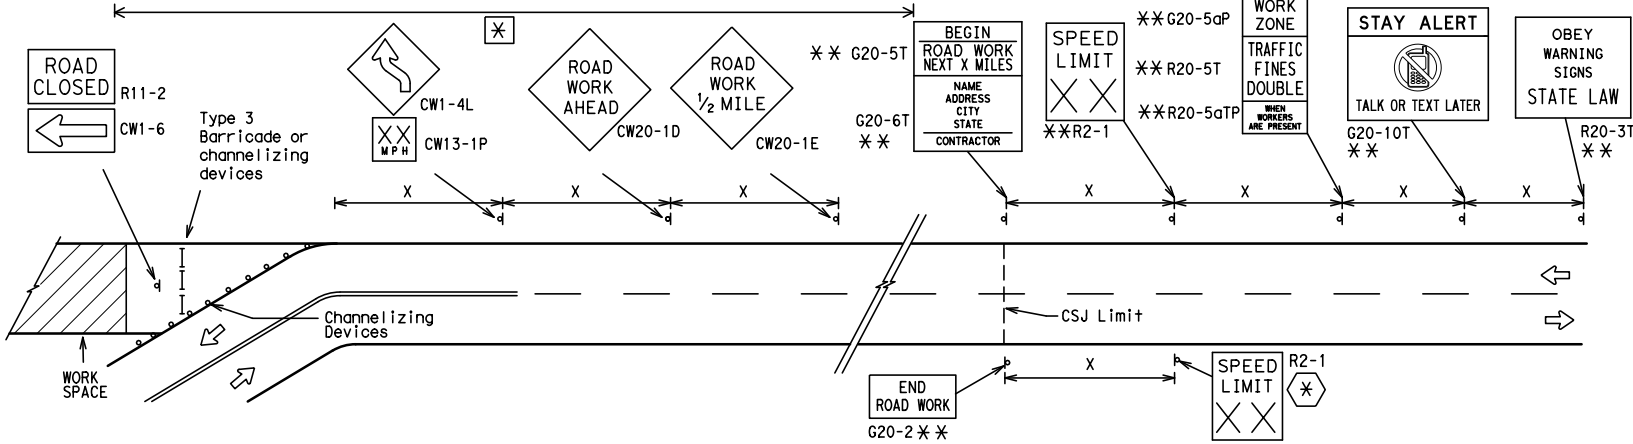 ROAD
CLOSED
R11-2
CW1-6
Type 3
Barricade or
channelizing
devices
*
CW1-4L
XX
MPH
CW13-1P
ROAD
WORK
AHEAD
CW20-1D
ROAD
WORK
1/2 MILE
CW20-1E
** G20-5T
G20-6T
**
BEGIN
ROAD WORK
NEXT X MILES
NAME
ADDRESS
CITY
STATE
CONTRACTOR
SPEED
LIMIT
X X
**R2-1
**G20-5aP
**R20-5T
**R20-5aTP
WORK
ZONE
TRAFFIC
FINES
DOUBLE
WHEN
WORKERS
ARE PRESENT
STAY ALERT
TALK OR TEXT LATER
G20-10T
**
OBEY
WARNING
SIGNS
STATE LAW
R20-3T
**
X
X
X
X
X
X
X
Channelizing
Devices
CSJ Limit
WORK
SPACE
END
ROAD WORK
G20-2 **
X
SPEED
LIMIT
X X
R2-1
*